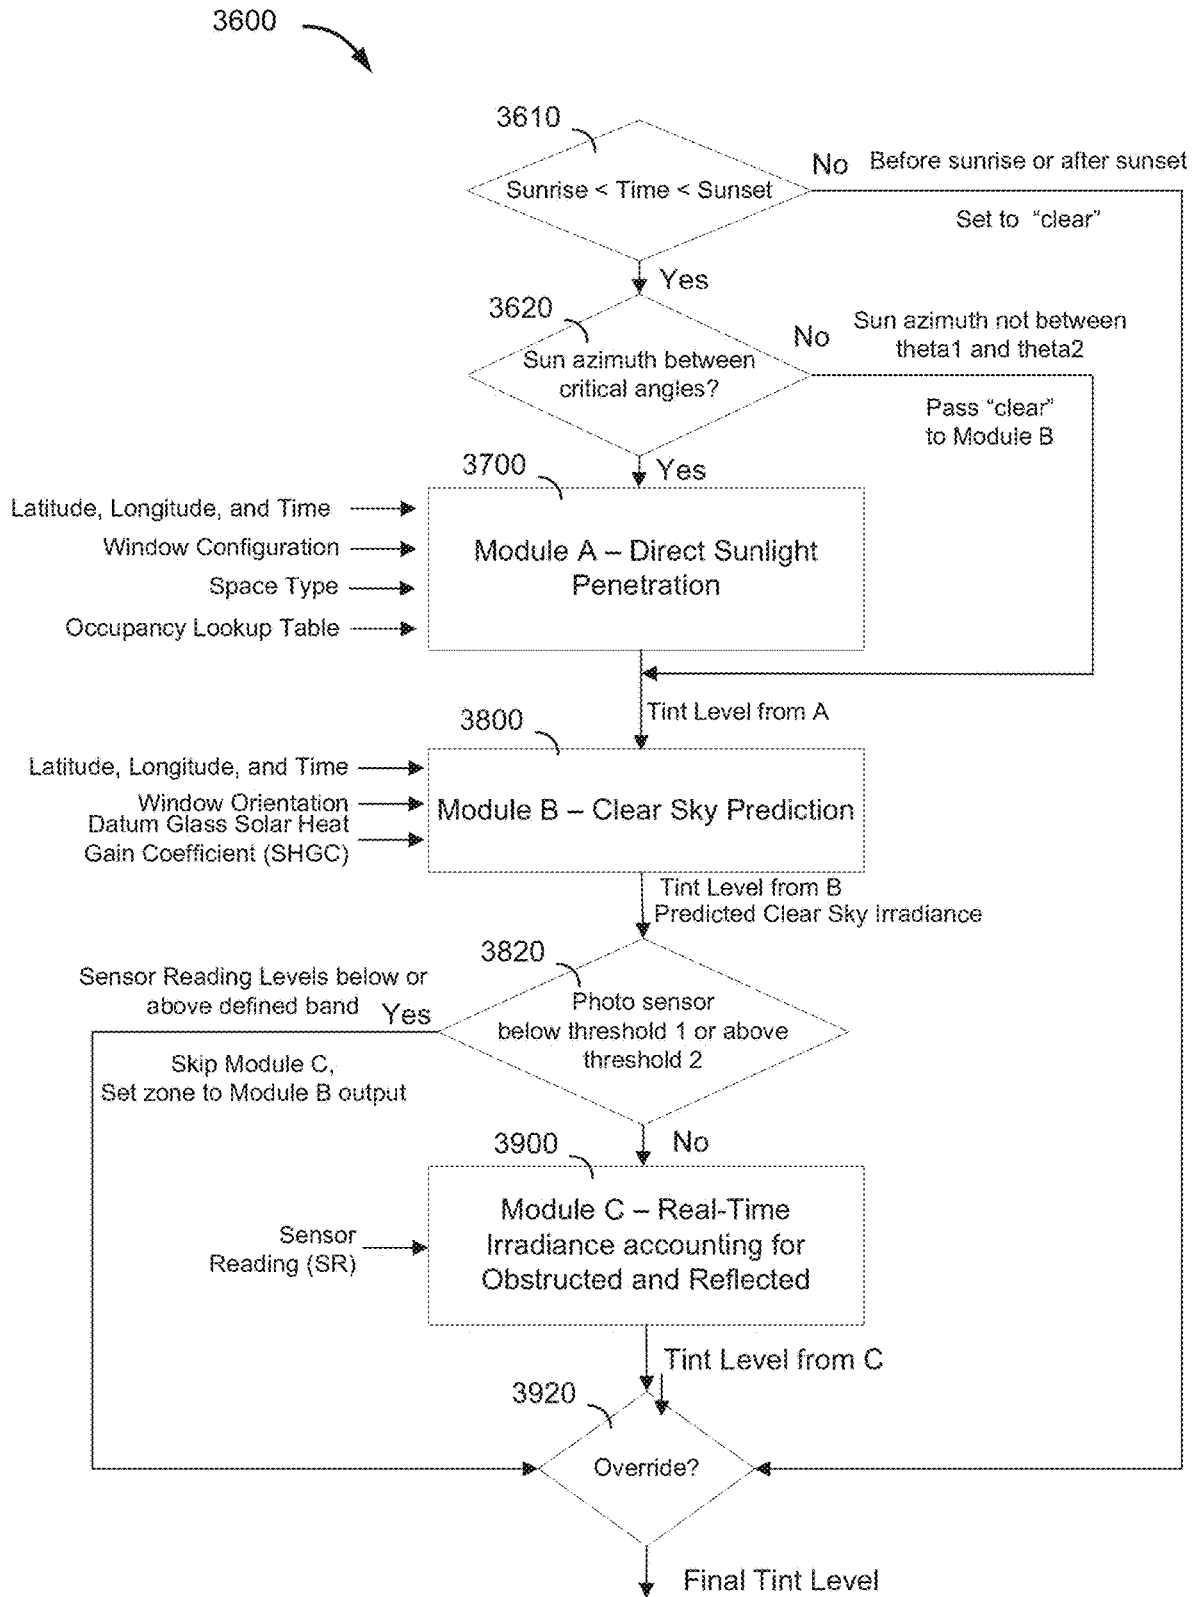 3600
3610
Sunrise < Time < Sunset
No
Before sunrise or after sunset
Set to “clear”
Yes
3620
Sun azimuth between
critical angles?
No
Sun azimuth not between
theta1 and theta2
Pass “clear”
to Module B
Yes
3700
Latitude, Longitude, and Time
Window Configuration
Space Type
Occupancy Lookup Table
Module A – Direct Sunlight
Penetration
Tint Level from A
3800
Latitude, Longitude, and Time
Window Orientation
Datum Glass Solar Heat
Gain Coefficient (SHGC)
Module B – Clear Sky Prediction
Tint Level from B
Predicted Clear Sky Irradiance
3820
Sensor Reading Levels below or
above defined band
Yes
Photo sensor
below threshold 1 or above
threshold 2
Skip Module C,
Set zone to Module B output
No
3900
Module C – Real-Time
Irradiance accounting for
Obstructed and Reflected
Sensor
Reading (SR)
Tint Level from C
3920
Override?
Final Tint Level